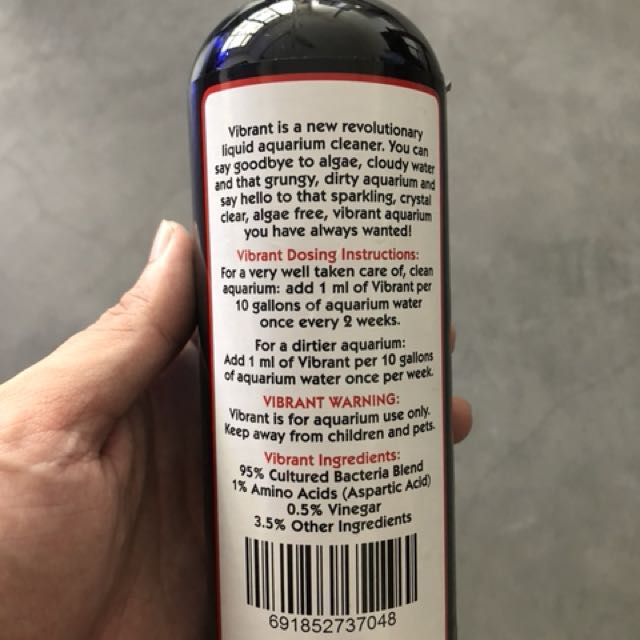 Vibrant is a new revolutionary
liquid aquarium cleaner. You can
say goodbye to algae, cloudy water
and that grungy, dirty aquarium and
say hello to that sparkling, crystal
clear, algae free, vibrant aquarium
you have always wanted!
Vibrant Dosing Instructions:
For a very well taken care of, clean
aquarium: add 1 ml of Vibrant per
10 gallons of aquarium water
once every 2 weeks.
For a dirtier aquarium:
Add 1 ml of Vibrant per 10 gallons
of aquarium water once per week.
VIBRANT WARNING:
Vibrant is for aquarium use only.
Keep away from children and pets.
Vibrant Ingredients:
95% Cultured Bacteria Blend
1% Amino Acids (Aspartic Acid)
0.5% Vinegar
3.5% Other Ingredients
691852737048